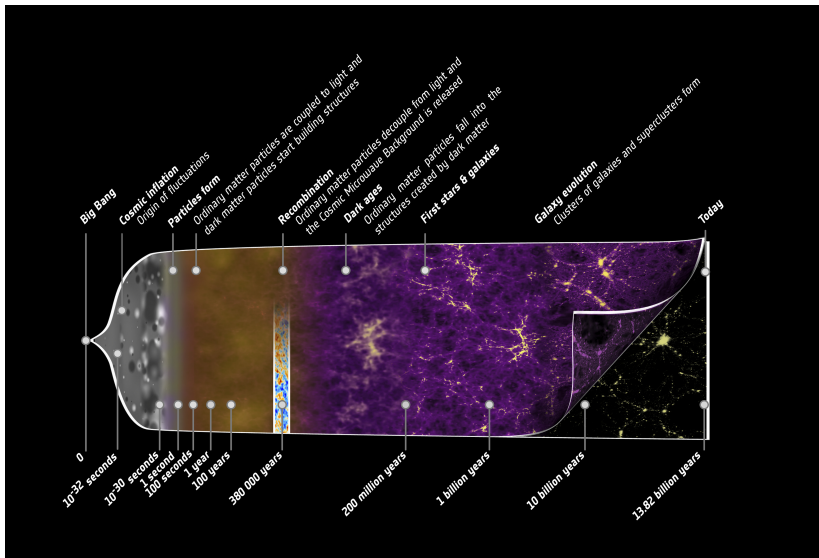 Big Bang
Cosmic inflation
Origin of fluctuations
Particles form
Ordinary matter particles are coupled to light and
dark matter particles start building structures
Recombination
Ordinary matter particles decouple from light and
the Cosmic Microwave Background is released
Dark ages
Ordinary matter particles fall into the
structures created by dark matter
First stars & galaxies
Galaxy evolution
Clusters of galaxies and superclusters form
Today
0
10-32 seconds
10-30 seconds
1 second
100 seconds
1 year
100 years
380 000 years
200 million years
1 billion years
10 billion years
13.82 billion years